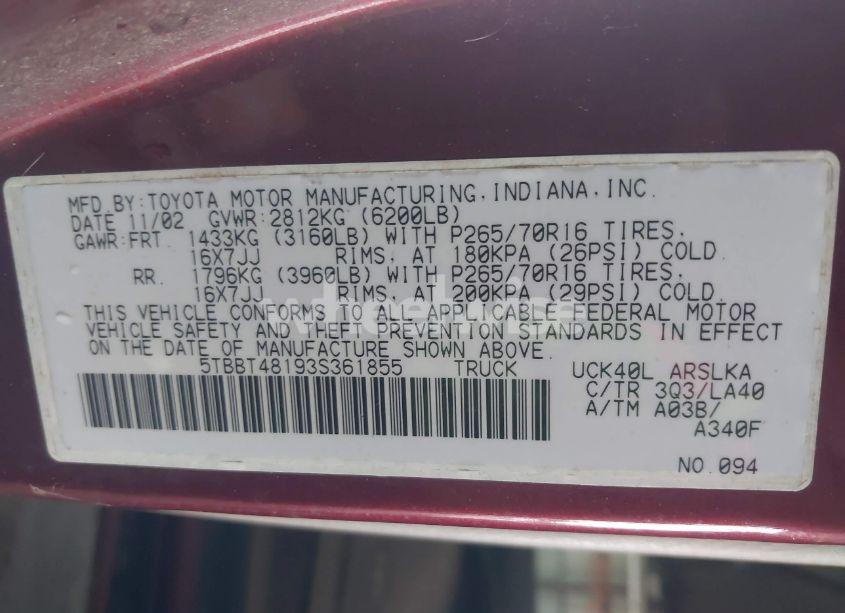 MFD.BY:TOYOTA MOTOR MANUFACTURING,INDIANA,INC.
DATE 11/02 GVWR:2812KG (6200LB)
GAWR:FRT. 1433KG (3160LB) WITH P265/70R16 TIRES,
16X7JJ RIMS, AT 180KPA (26PSI) COLD.
RR. 1796KG (3960LB) WITH P265/70R16 TIRES,
16X7JJ RIMS, AT 200KPA (29PSI) COLD.
THIS VEHICLE CONFORMS TO ALL APPLICABLE FEDERAL MOTOR
VEHICLE SAFETY AND THEFT PREVENTION STANDARDS IN EFFECT
ON THE DATE OF MANUFACTURE SHOWN ABOVE.
5TBBT48193S361855 TRUCK UCK40L ARSLKA
C/TR 3Q3/LA40
A/TM A03B/
A340F
NO.094